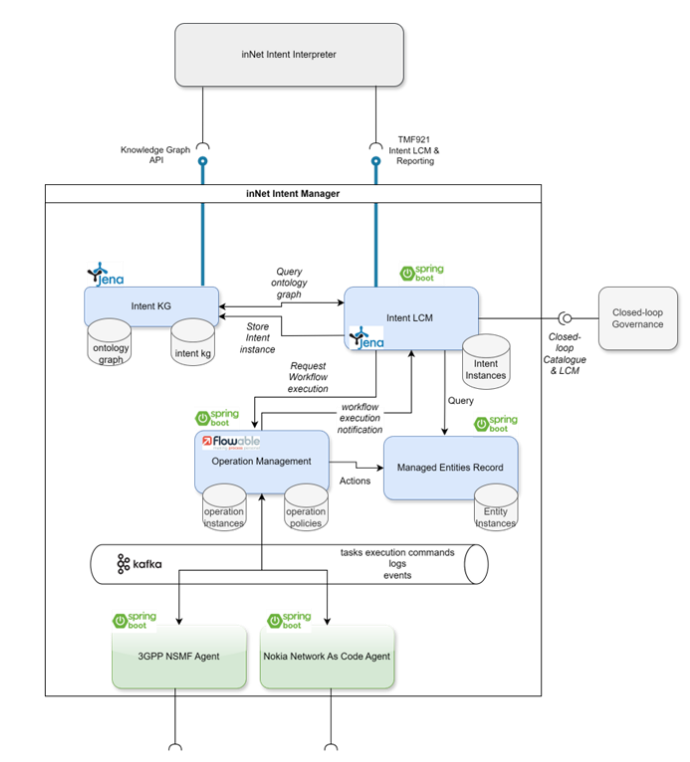 inNet Intent Interpreter
Knowledge Graph
API
TMF921
Intent LCM &
Reporting
inNet Intent Manager
Jena
Intent KG
ontology
graph
intent kg
Query
ontology
graph
Store
Intent
instance
spring
boot
Intent LCM
Jena
Intent
Instances
Closed-
loop
Catalogue
& LCM
Closed-loop
Governance
Request
Workflow
execution
workflow
execution
notification
Query
spring
boot
flowable
Operation Management
operation
instances
operation
policies
Actions
spring
boot
Managed Entities Record
Entity
Instances
kafka
tasks execution commands
logs
events
spring
boot
3GPP NSMF Agent
spring
boot
Nokia Network As Code Agent